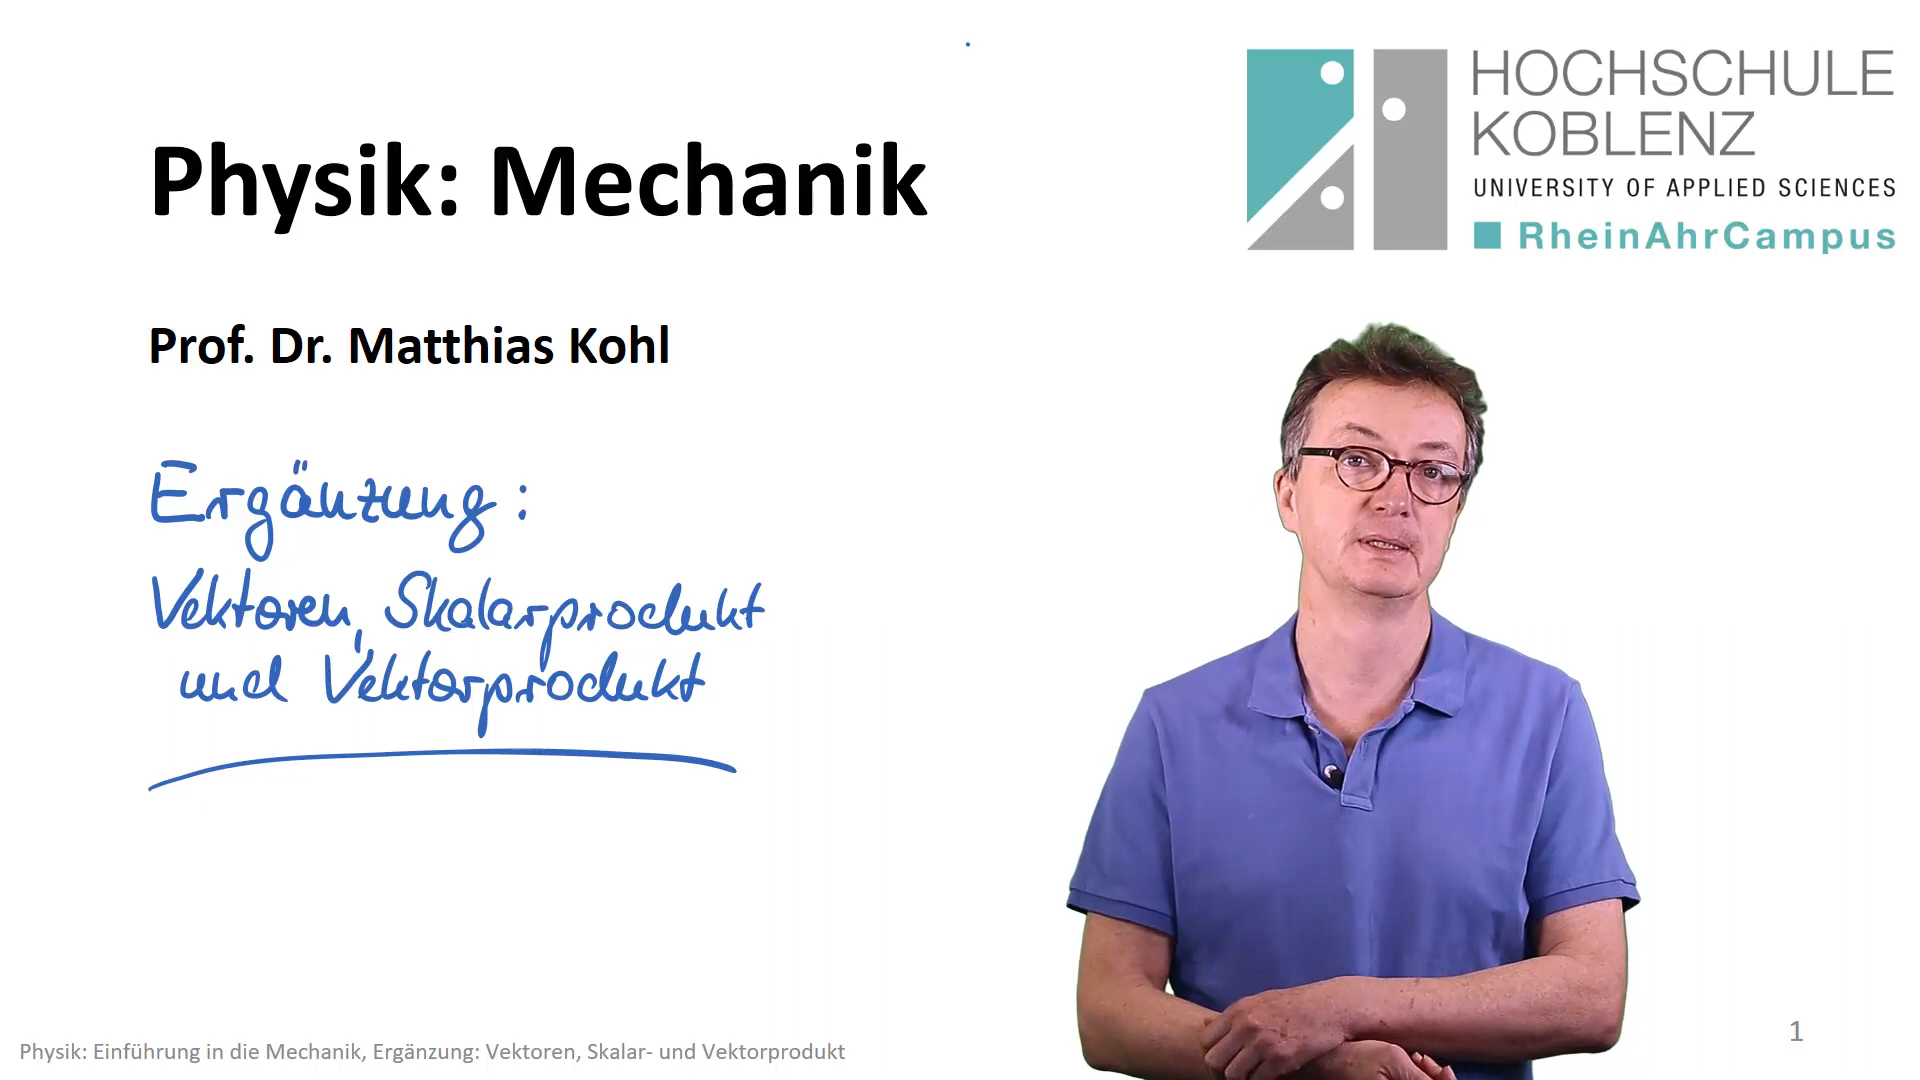 Physik: Mechanik
Prof. Dr. Matthias Kohl
Ergänzung:
Vektoren, Skalarprodukt
und Vektorprodukt
HOCHSCHULE
KOBLENZ
UNIVERSITY OF APPLIED SCIENCES
RheinAhrCampus
Physik: Einführung in die Mechanik, Ergänzung: Vektoren, Skalar- und Vektorprodukt
1